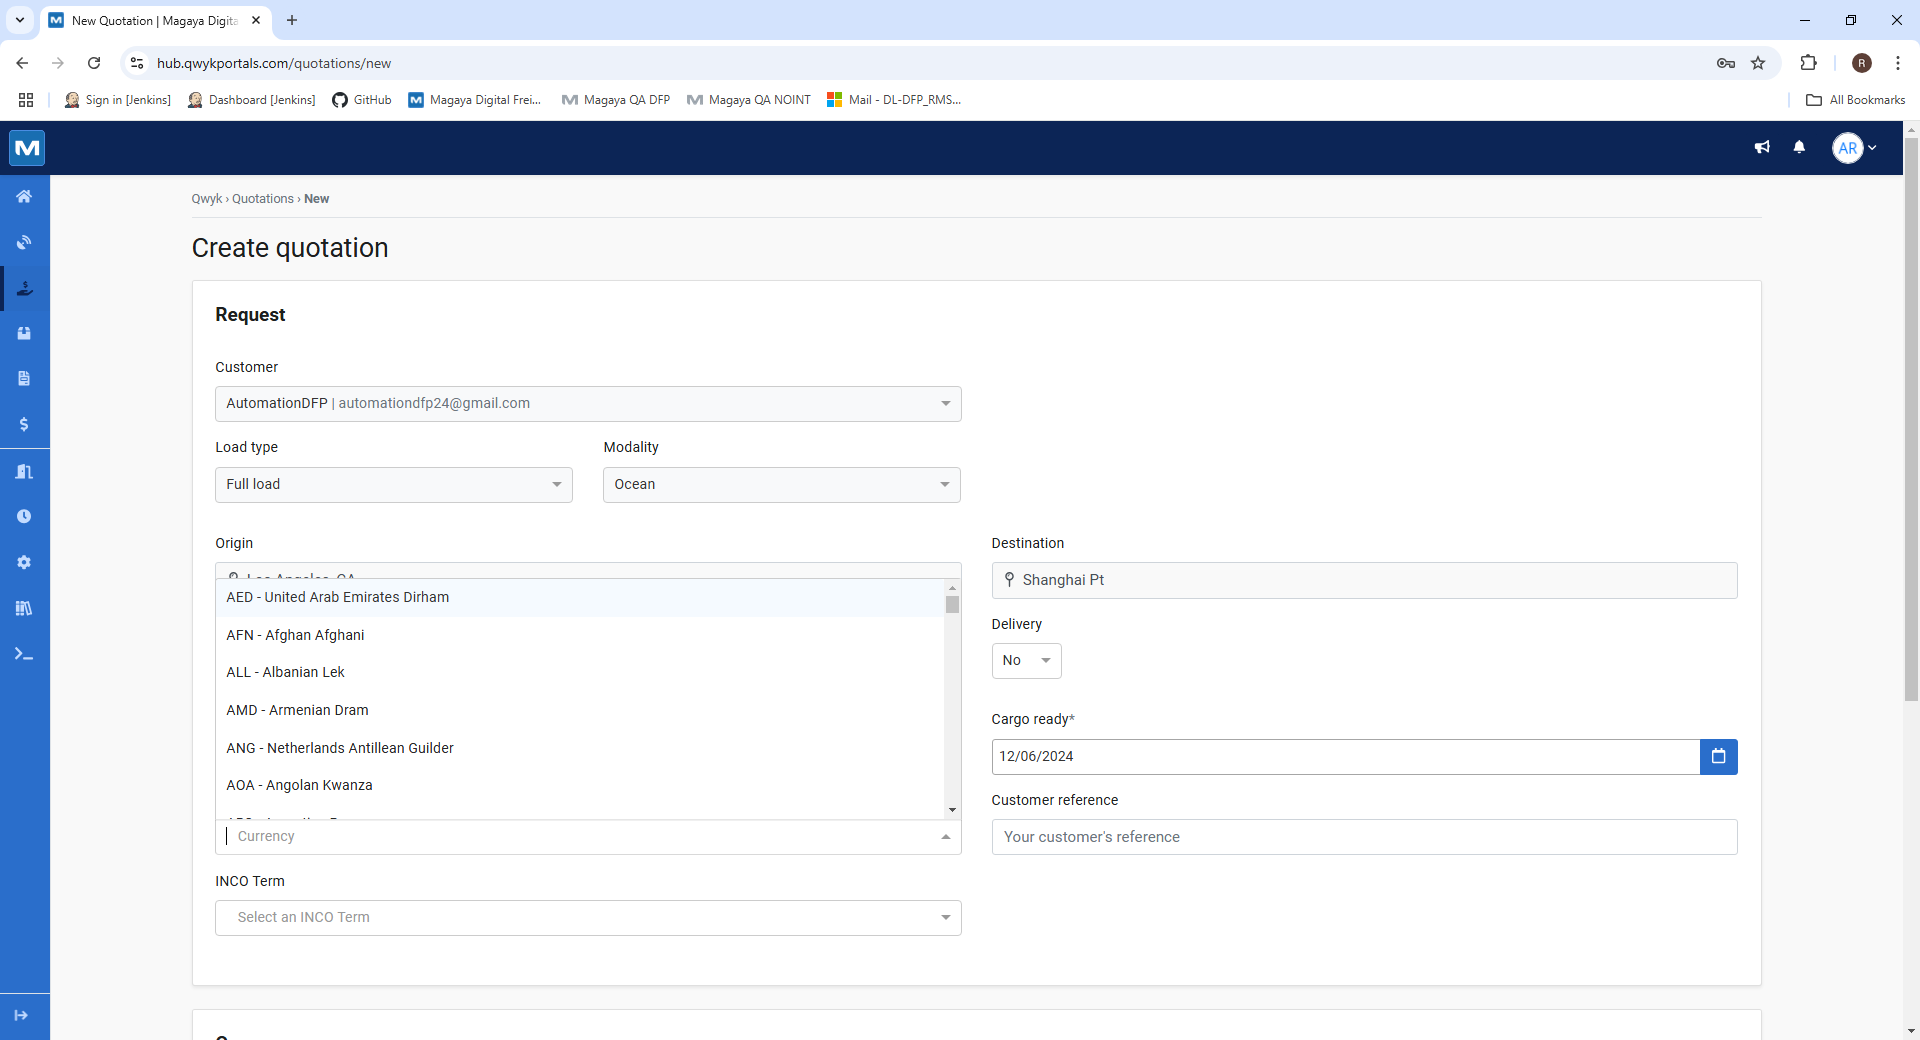 New Quotation | Magaya Digita
hub.qwykportals.com/quotations/new
R
Sign in [Jenkins]
Dashboard [Jenkins]
GitHub
Magaya Digital Frei...
Magaya QA DFP
Magaya QA NOINT
Mail - DL-DFP_RMS...
All Bookmarks
AR
Qwyk › Quotations › New
Create quotation
Request
Customer
AutomationDFP | automationdfp24@gmail.com
Load type
Modality
Full load
Ocean
Origin
Destination
Los Angeles, CA
Shanghai Pt
AED - United Arab Emirates Dirham
AFN - Afghan Afghani
ALL - Albanian Lek
AMD - Armenian Dram
ANG - Netherlands Antillean Guilder
AOA - Angolan Kwanza
Delivery
No
Cargo ready*
12/06/2024
Currency
Customer reference
Your customer's reference
INCO Term
Select an INCO Term